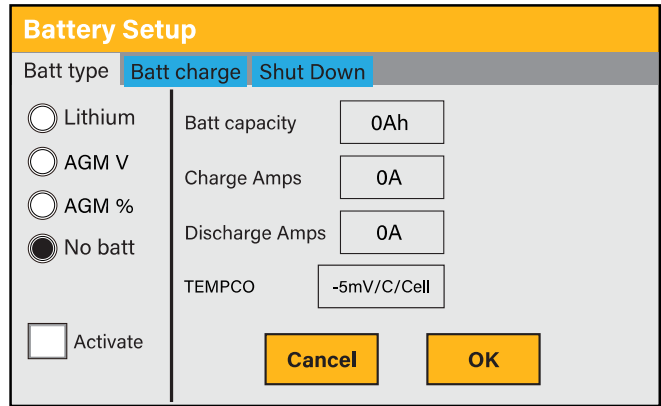 Battery Setup
Batt type Batt charge Shut Down
Lithium
AGM V
AGM %
No batt
Activate
Batt capacity 0Ah
Charge Amps 0A
Discharge Amps 0A
TEMPCO -5mV/C/Cell
Cancel OK